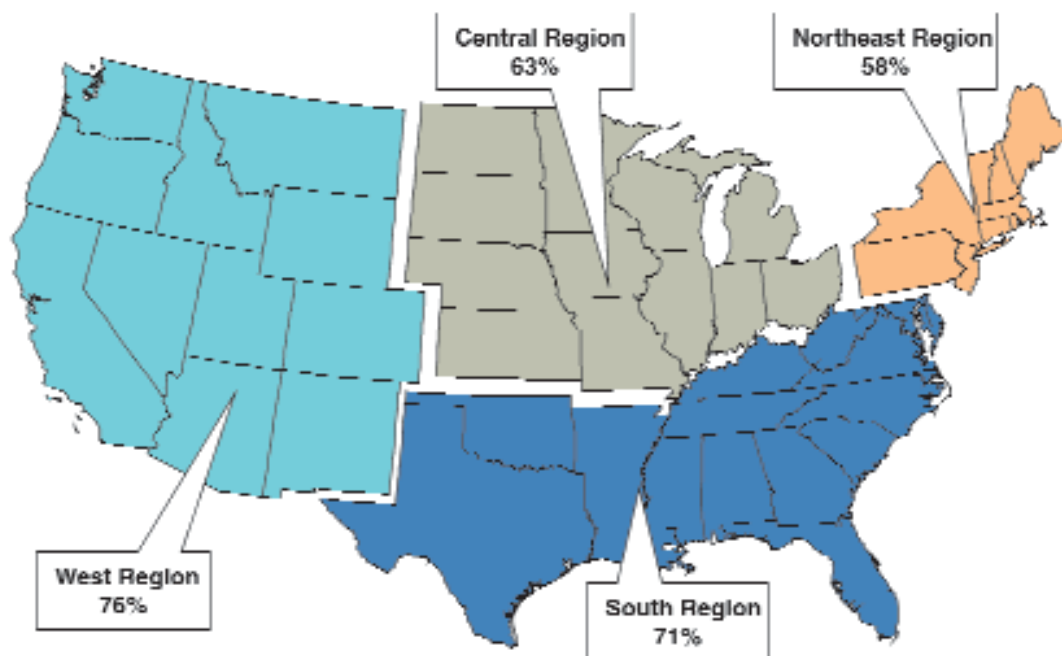 Central Region
63%
Northeast Region
58%
West Region
76%
South Region
71%